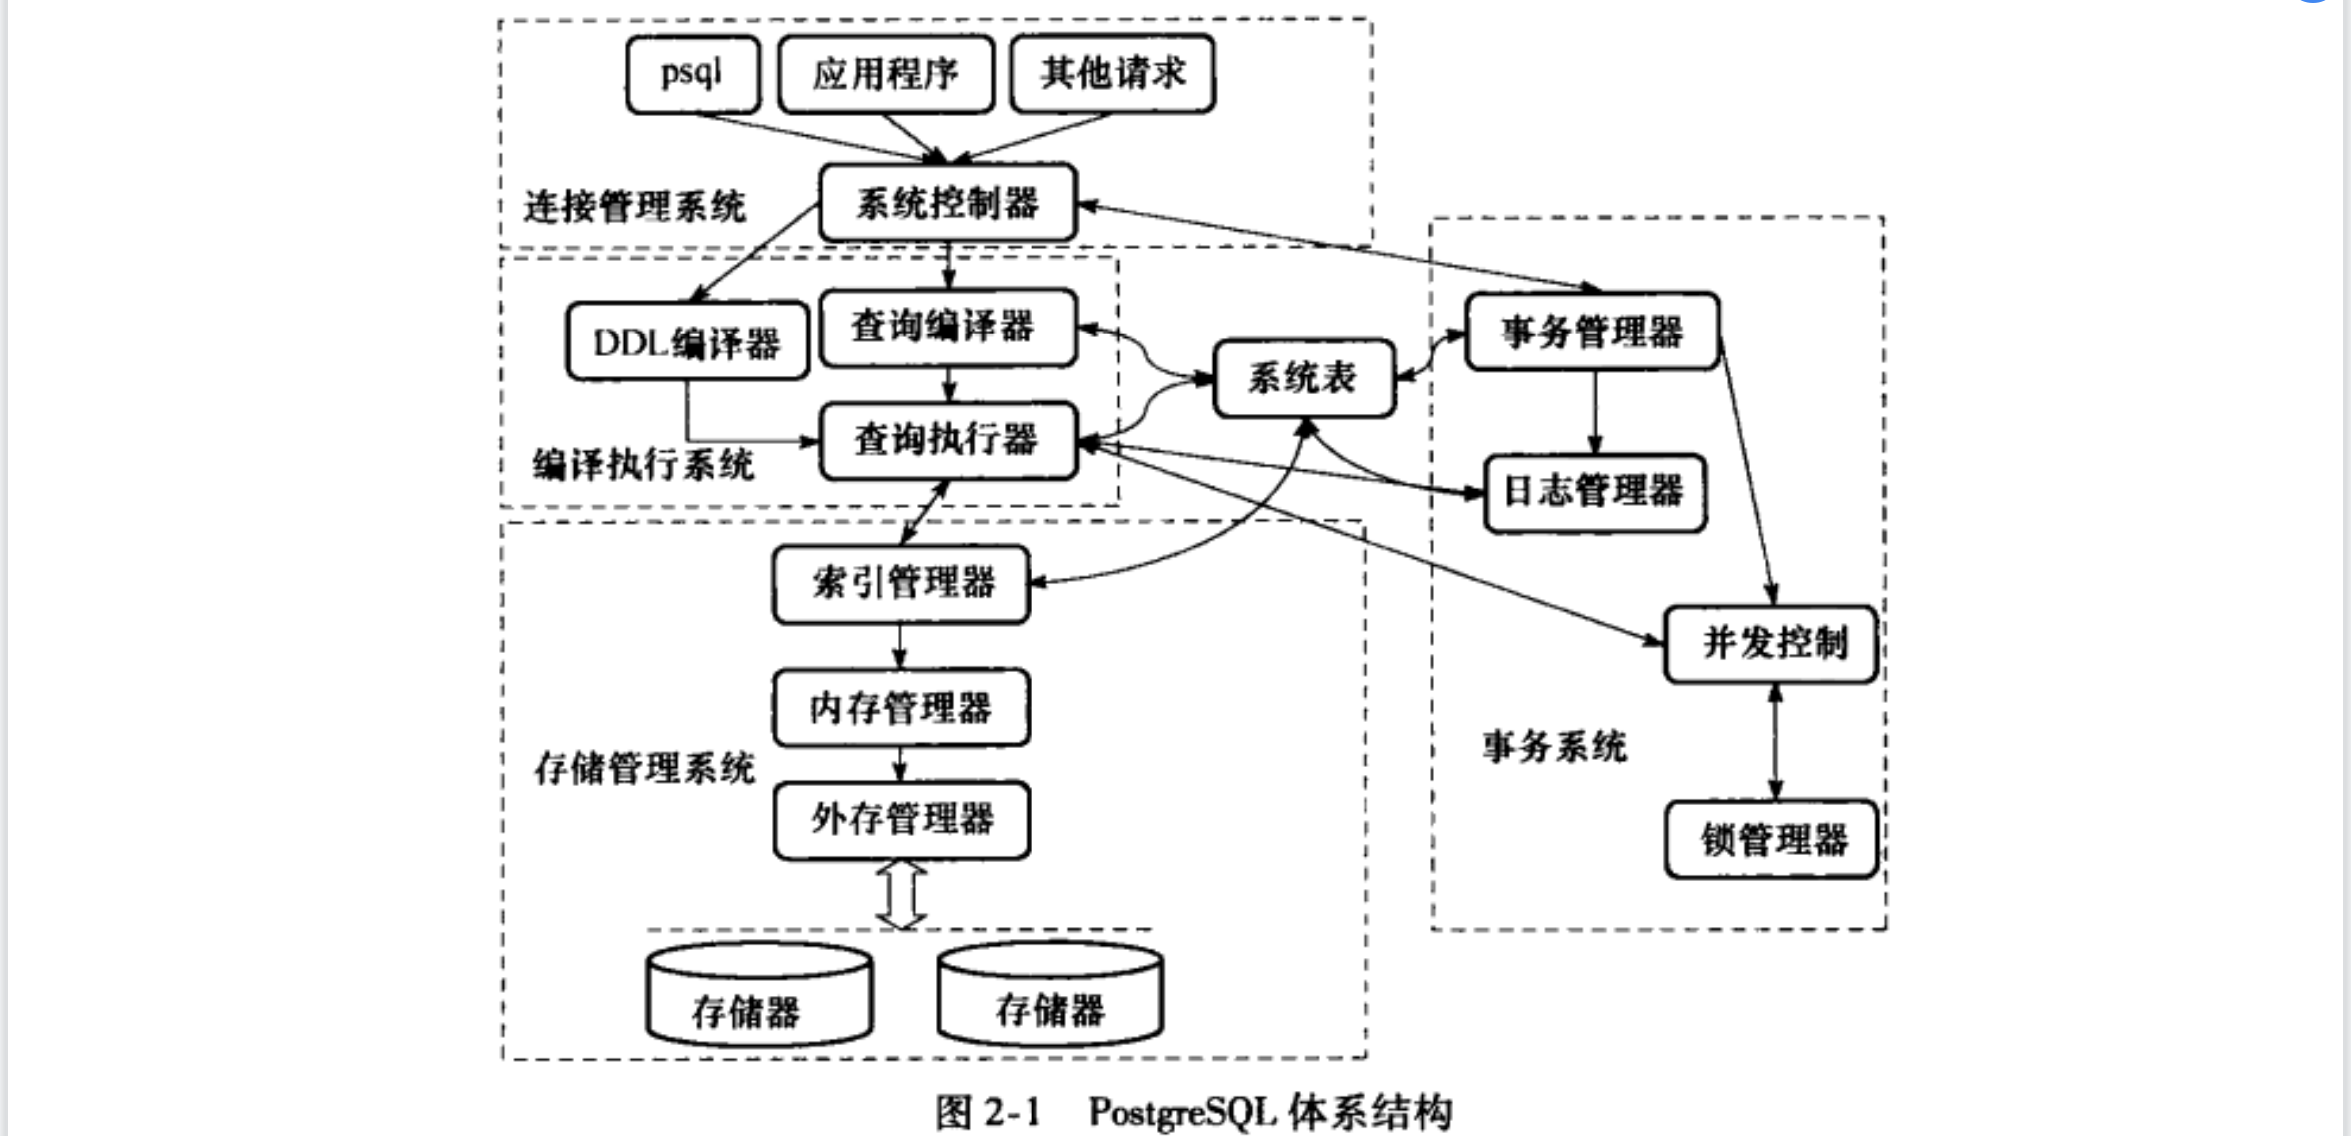 psql
应用程序
其他请求
连接管理系统
系统控制器
DDL编译器
查询编译器
系统表
事务管理器
查询执行器
编译执行系统
日志管理器
索引管理器
并发控制
内存管理器
存储管理系统
事务系统
外存管理器
锁管理器
存储器
存储器
图 2-1 PostgreSQL 体系结构